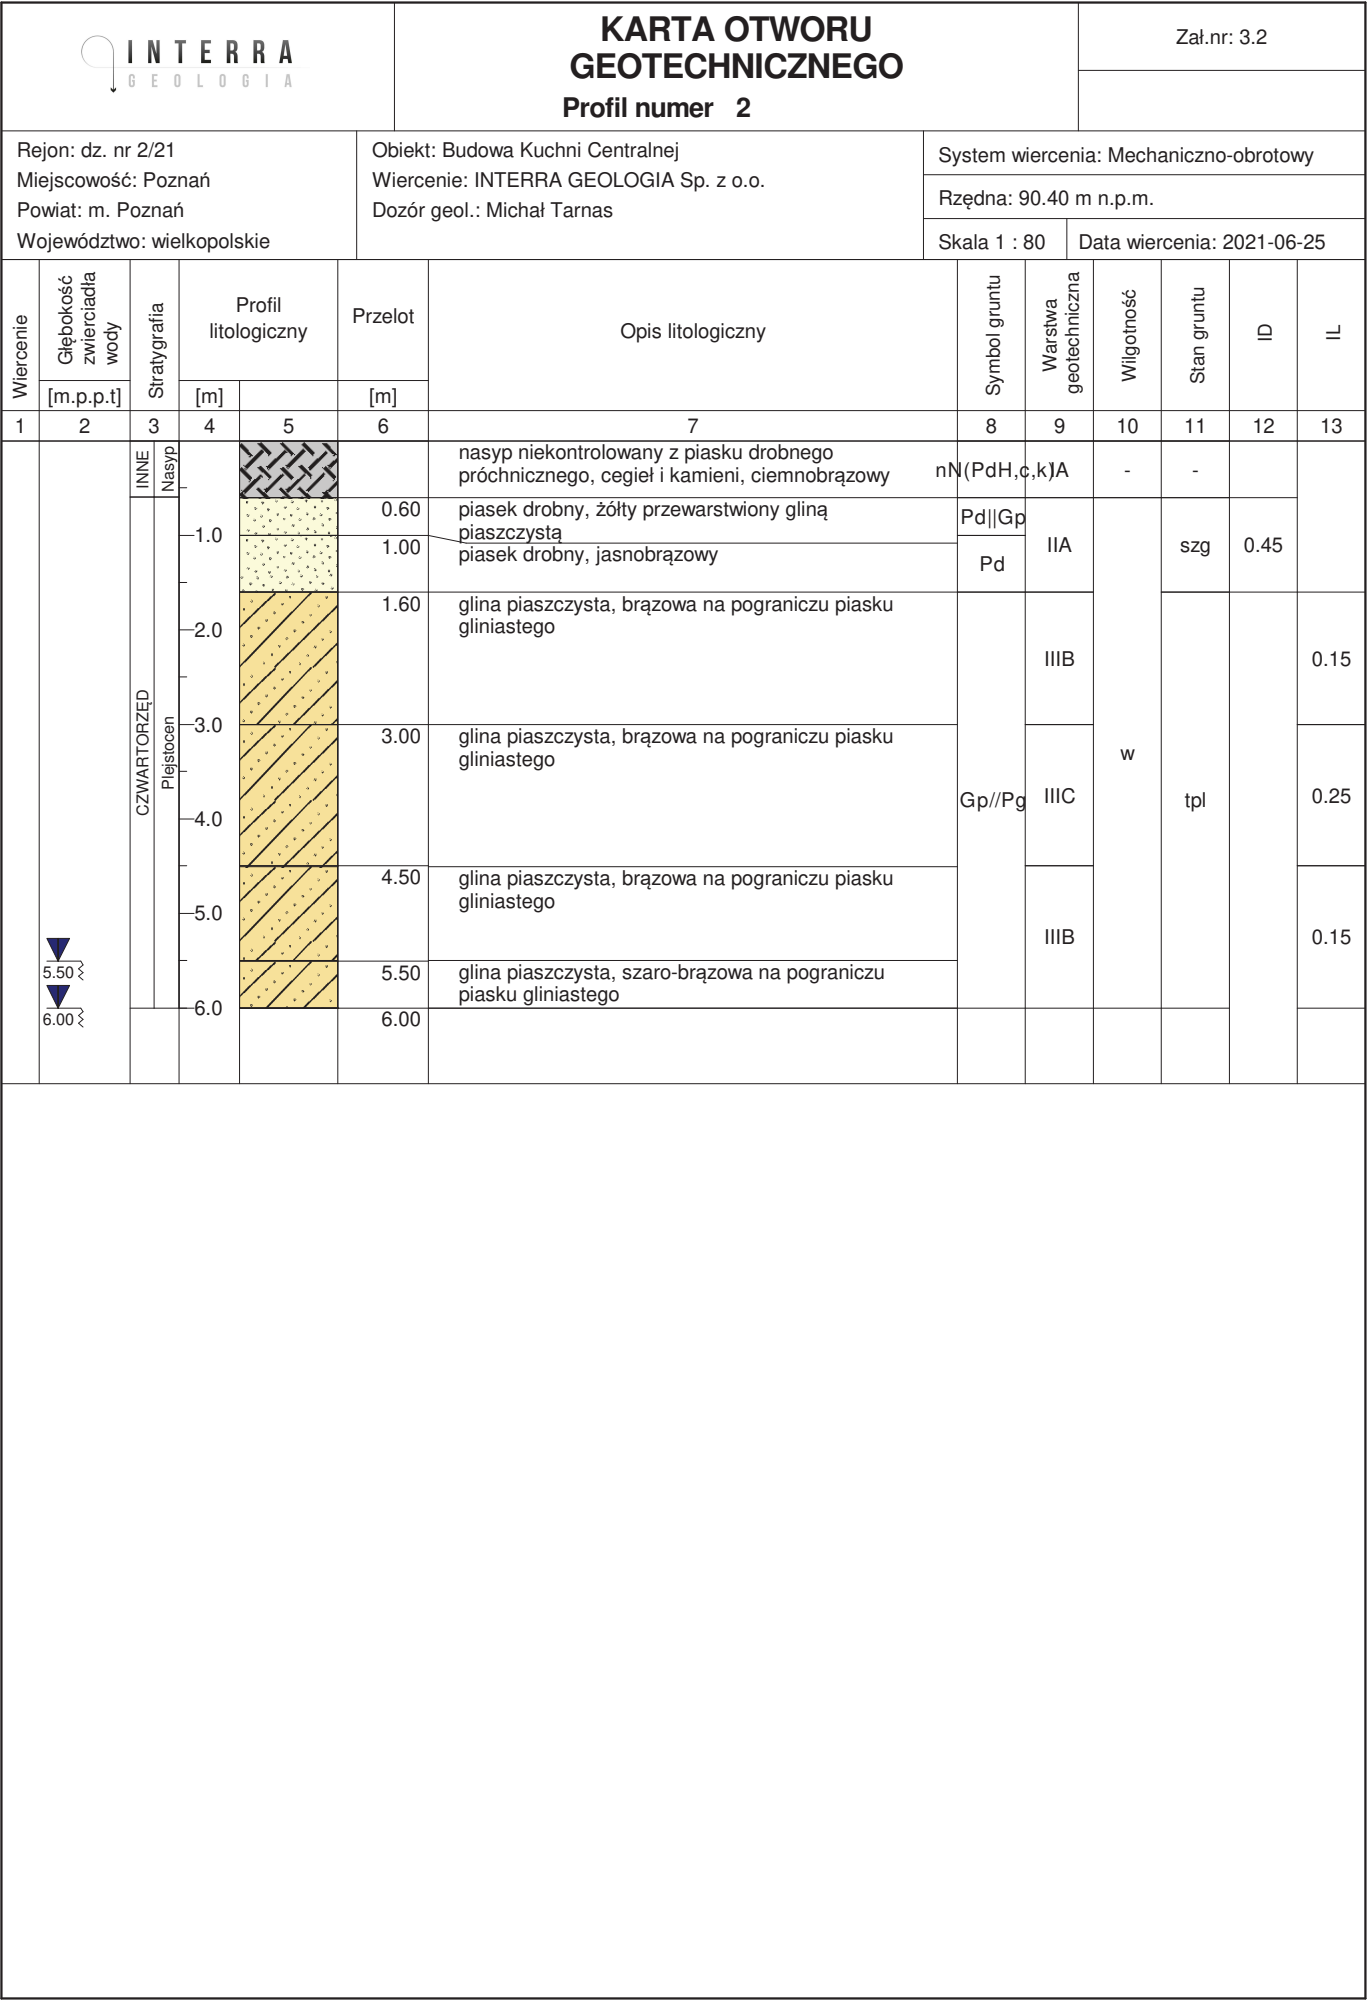 INTERRA
GEOLOGIA
KARTA OTWORU
GEOTECHNICZNEGO
Profil numer 2
Zał.nr: 3.2
Rejon: dz. nr 2/21
Miejscowość: Poznań
Powiat: m. Poznań
Województwo: wielkopolskie
Obiekt: Budowa Kuchni Centralnej
Wiercenie: INTERRA GEOLOGIA Sp. z o.o.
Dozór geol.: Michał Tarnas
System wiercenia: Mechaniczno-obrotowy
Rzędna: 90.40 m n.p.m.
Skala 1 : 80
Data wiercenia: 2021-06-25
Wiercenie
Głębokość
zwierciadła
wody
[m.p.p.t]
Stratygrafia
Profil
litologiczny
[m]
Przelot
[m]
Opis litologiczny
Symbol gruntu
Warstwa
geotechniczna
Wilgotność
Stan gruntu
ID
IL
1 2 3 4 5 6 7 8 9 10 11 12 13
INNE
Nasyp
nasyp niekontrolowany z piasku drobnego
próchnicznego, cegieł i kamieni, ciemnobrązowy
nN(PdH,c,k)
IA
-
-
0.60
piasek drobny, żółty przewarstwiony gliną
piaszczystą
Pd||Gp
1.0
1.00
piasek drobny, jasnobrązowy
Pd
IIA
szg
0.45
1.60
glina piaszczysta, brązowa na pograniczu piasku
gliniastego
2.0
IIIB
0.15
CZWARTORZĘD
Plejstocen
3.0
3.00
glina piaszczysta, brązowa na pograniczu piasku
gliniastego
w
Gp//Pg
IIIC
tpl
0.25
4.0
4.50
glina piaszczysta, brązowa na pograniczu piasku
gliniastego
5.0
IIIB
0.15
5.50
5.50
glina piaszczysta, szaro-brązowa na pograniczu
piasku gliniastego
6.0
6.00
6.00